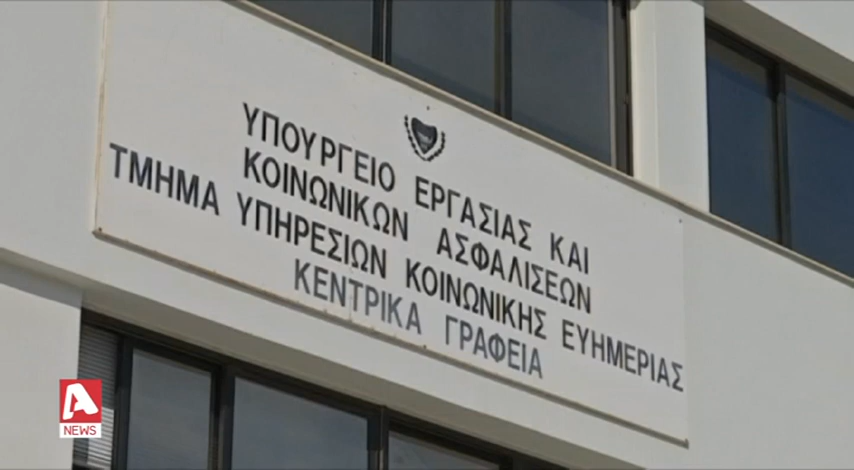 ΥΠΟΥΡΓΕΙΟ ΕΡΓΑΣΙΑΣ ΚΑΙ
ΚΟΙΝΩΝΙΚΩΝ ΑΣΦΑΛΙΣΕΩΝ
ΤΜΗΜΑ ΥΠΗΡΕΣΙΩΝ ΚΟΙΝΩΝΙΚΗΣ ΕΥΗΜΕΡΙΑΣ
ΚΕΝΤΡΙΚΑ ΓΡΑΦΕΙΑ
A
NEWS